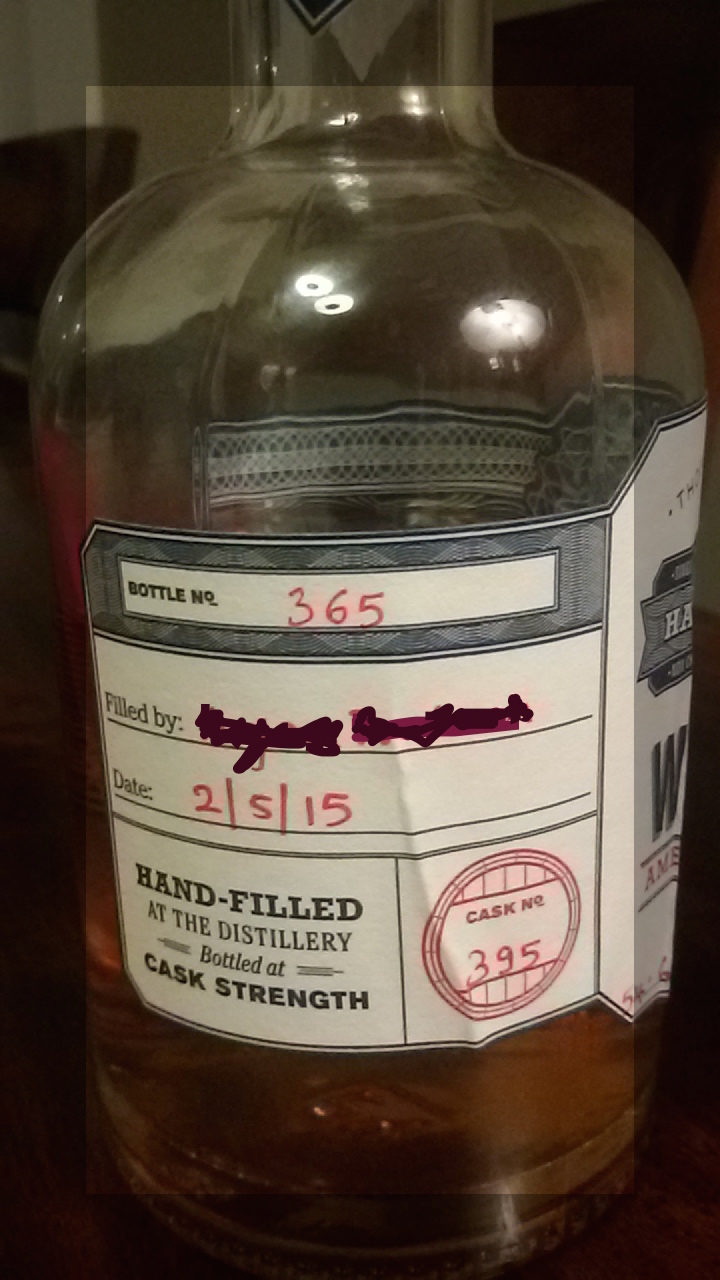 BOTTLE Nº 365
Filled by:
Date: 2/5/15
HAND-FILLED
AT THE DISTILLERY
Bottled at
CASK STRENGTH
CASK Nº
395